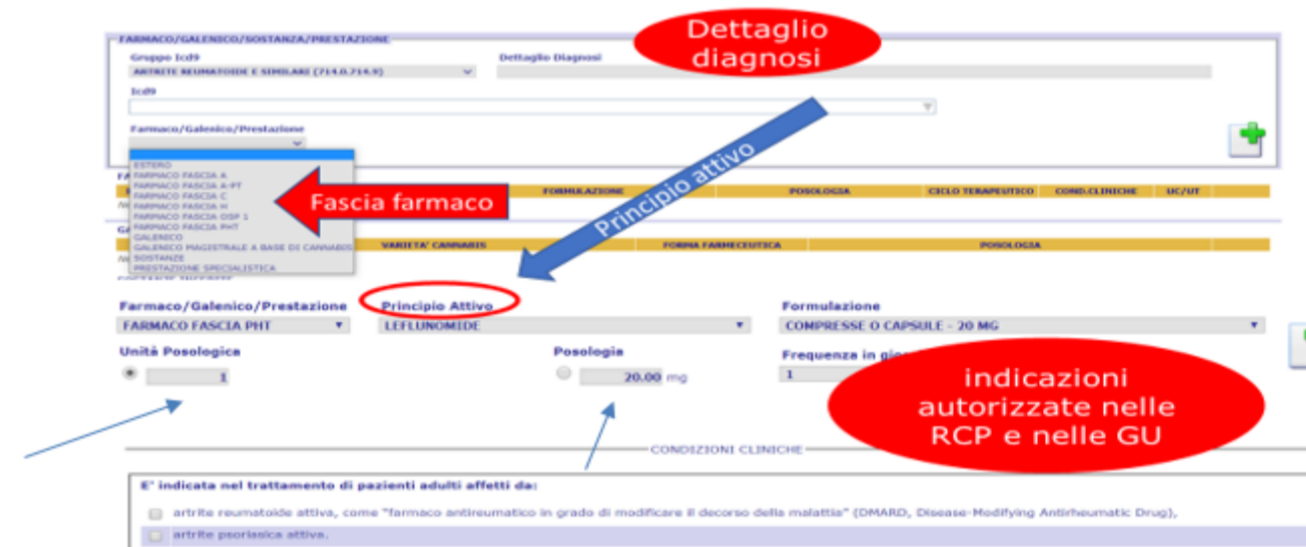 FARMACO/GALENICO/SOSTANZA/PRESTAZIONE
Dettaglio diagnosi
Gruppo Icd9
Dettaglio Diagnosi
ARTRITE REUMATOIDE E SIMILARI (714.0.714.9)
Icd9
Farmaco/Galenico/Prestazione
ESTERO
FARMACO FASCIA A
FARMACO FASCIA A-PT
FARMACO FASCIA C
FARMACO FASCIA H
FARMACO FASCIA OSP 1
FARMACO FASCIA PHT
GALENICO
GALENICO MAGISTRALE A BASE DI CANNABIS
SOSTANZE
PRESTAZIONE SPECIALISTICA
Fascia farmaco
Principio attivo
FORMULAZIONE POSOLOGIA CICLO TERAPEUTICO COND.CLINICHE UC/UT
VARIETA' CANNABIS FORMA FARMECEUTICA POSOLOGIA
Farmaco/Galenico/Prestazione Principio Attivo Formulazione
FARMACO FASCIA PHT LEFLUNOMIDE COMPRESSE O CAPSULE - 20 MG
Unità Posologica Posologia Frequenza in
1 20.00 mg 1
indicazioni
autorizzate nelle
RCP e nelle GU
CONDIZIONI CLINICHE
E' indicata nel trattamento di pazienti adulti affetti da:
artrite reumatoide attiva, come "farmaco antireumatico in grado di modificare il decorso della malattia" (DMARD, Disease-Modifying Antirheumatic Drug),
artrite psoriasica attiva.